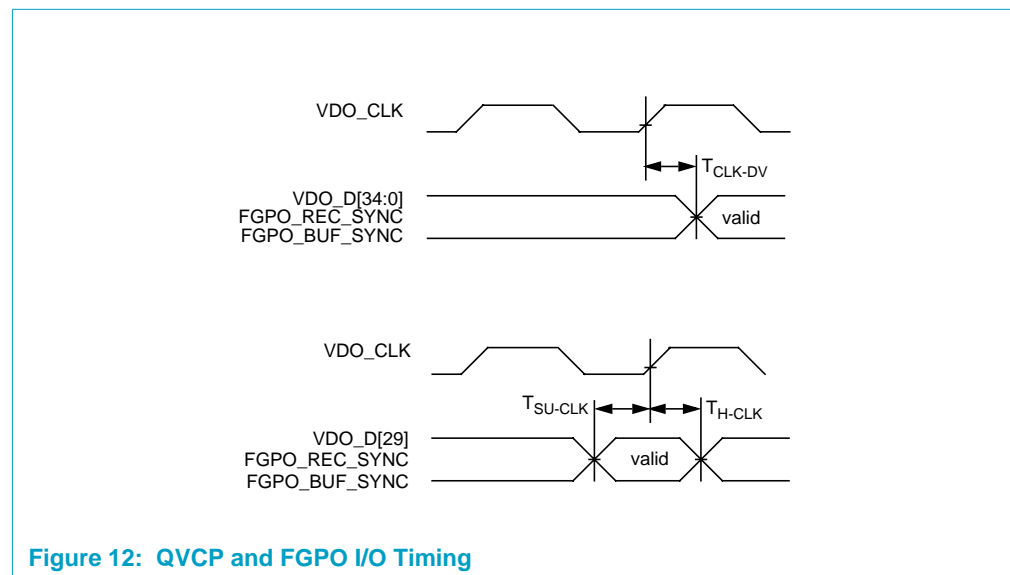 VDO_CLK
TCLK-DV
VDO_D[34:0]
FGPO_REC_SYNC
valid
FGPO_BUF_SYNC
VDO_CLK
TSU-CLK
TH-CLK
VDO_D[29]
FGPO_REC_SYNC
valid
FGPO_BUF_SYNC
Figure 12: QVCP and FGPO I/O Timing